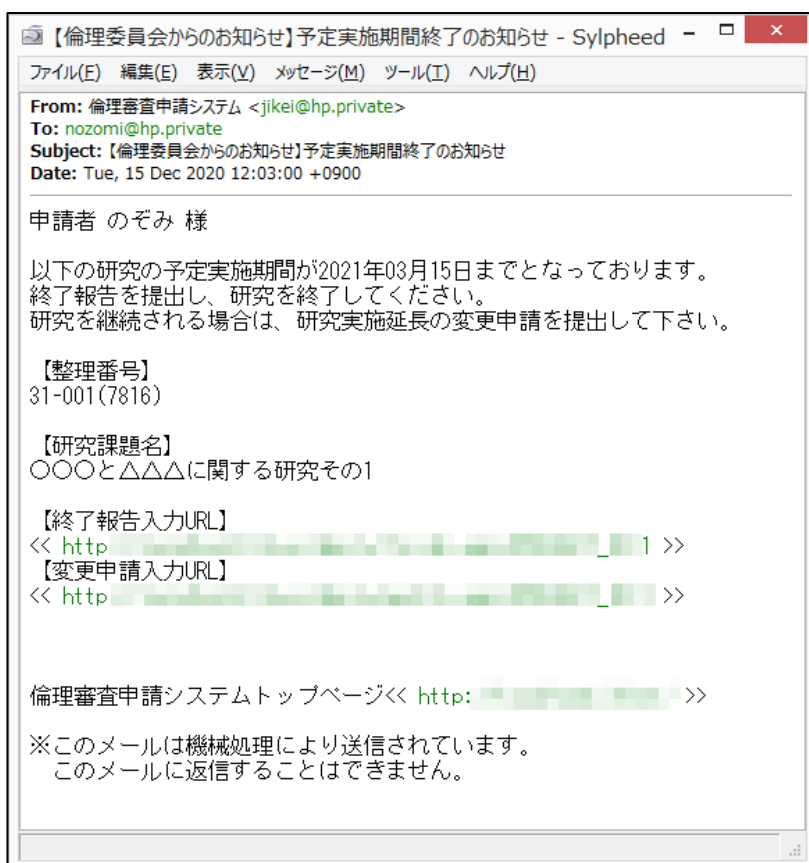 【倫理委員会からのお知らせ】予定実施期間終了のお知らせ - Sylpheed
ファイル(F) 編集(E) 表示(V) メッセージ(M) ツール(T) ヘルプ(H)
From: 倫理審査申請システム <jikei@hp.private>
To: nozomi@hp.private
Subject:【倫理委員会からのお知らせ】予定実施期間終了のお知らせ
Date: Tue, 15 Dec 2020 12:03:00 +0900
申請者 のぞみ 様
以下の研究の予定実施期間が2021年03月15日までとなっております。
終了報告を提出し、研究を終了してください。
研究を継続される場合は、研究実施延長の変更申請を提出して下さい。
【整理番号】
31-001(7816)
【研究課題名】
○○○と△△△に関する研究その1
【終了報告入力URL】
<< http 1 >>
【変更申請入力URL】
<< http >>
倫理審査申請システムトップページ<< http: >>
※このメールは機械処理により送信されています。
このメールに返信することはできません。